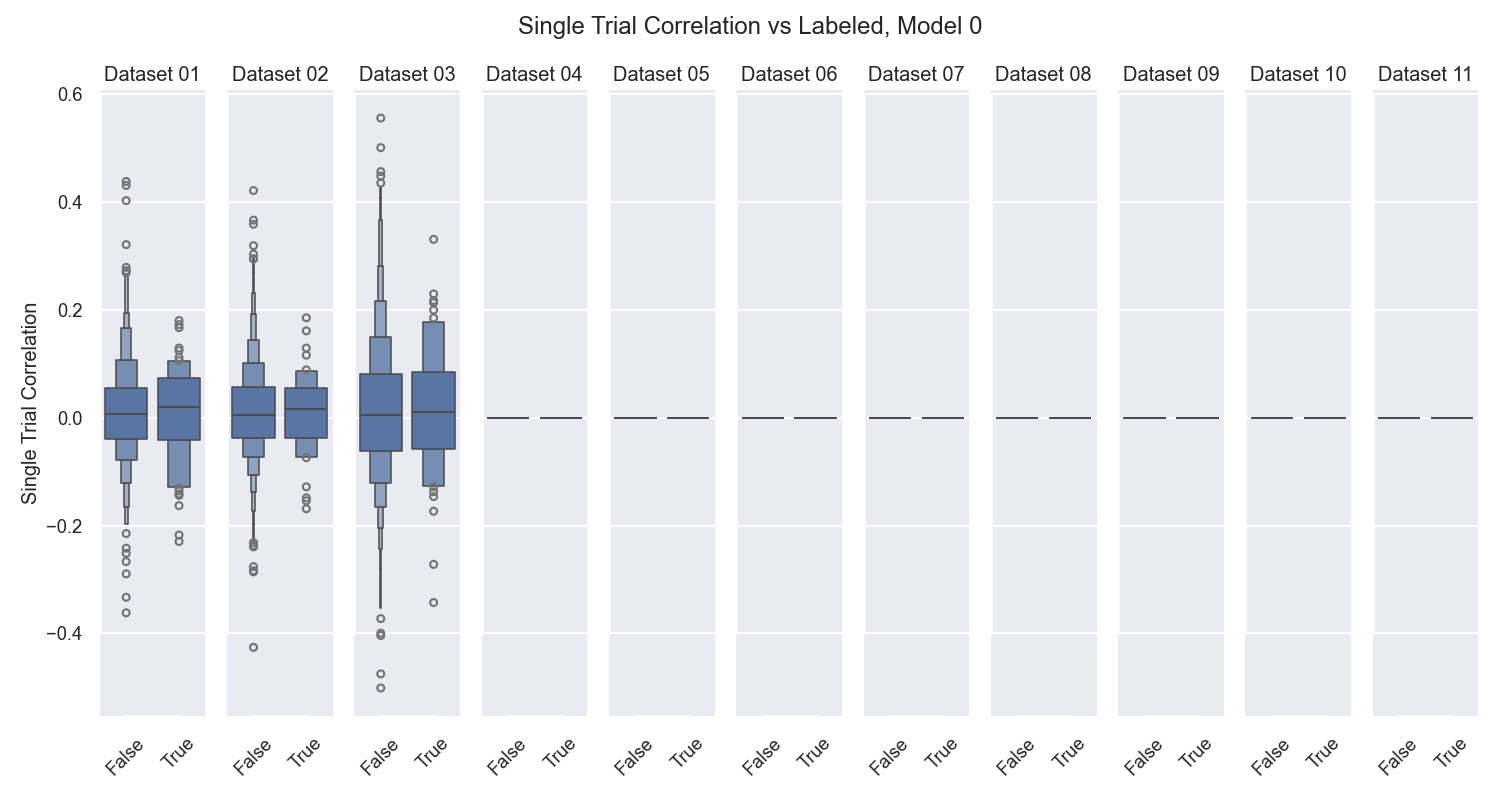 Single Trial Correlation vs Labeled, Model 0
Dataset 01 Dataset 02 Dataset 03 Dataset 04 Dataset 05 Dataset 06 Dataset 07 Dataset 08 Dataset 09 Dataset 10 Dataset 11
0.6
0.4
0.2
0.0
−0.2
−0.4
Single Trial Correlation
False True False True False True False True False True False True False True False True False True False True False True